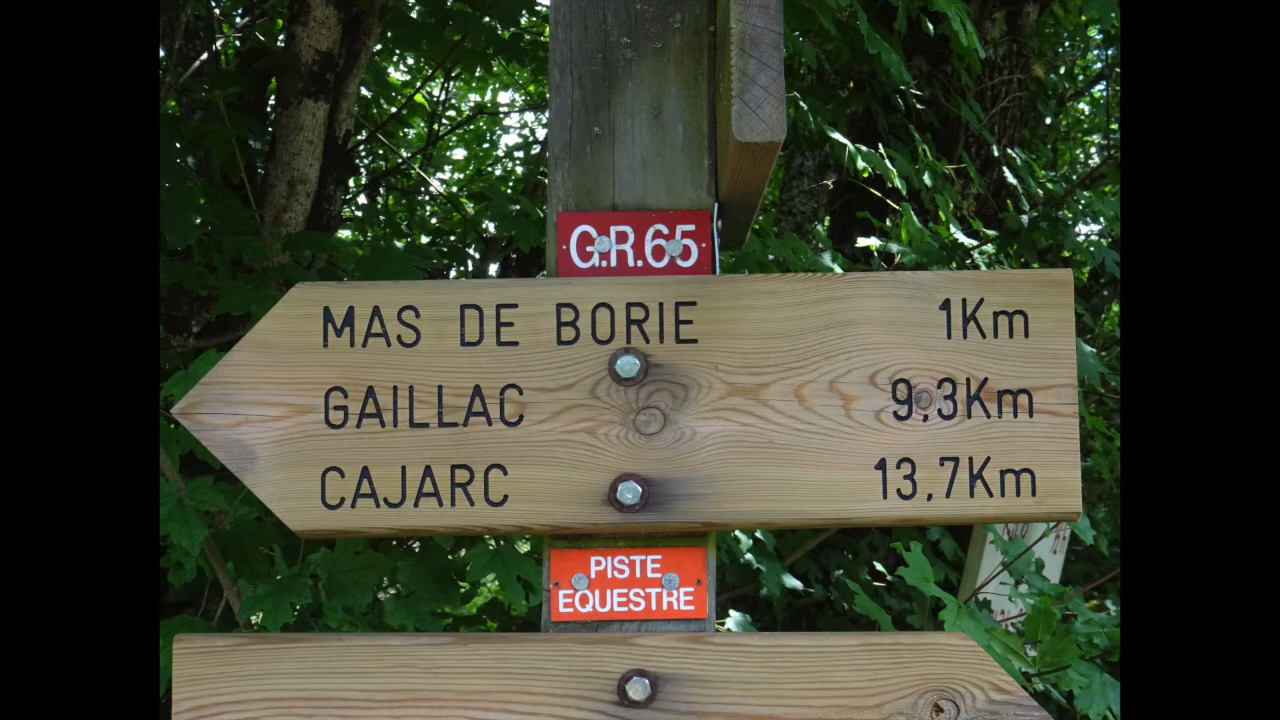 G.R.65
MAS DE BORIE 1Km
GAILLAC 9,3Km
CAJARC 13,7Km
PISTE
EQUESTRE